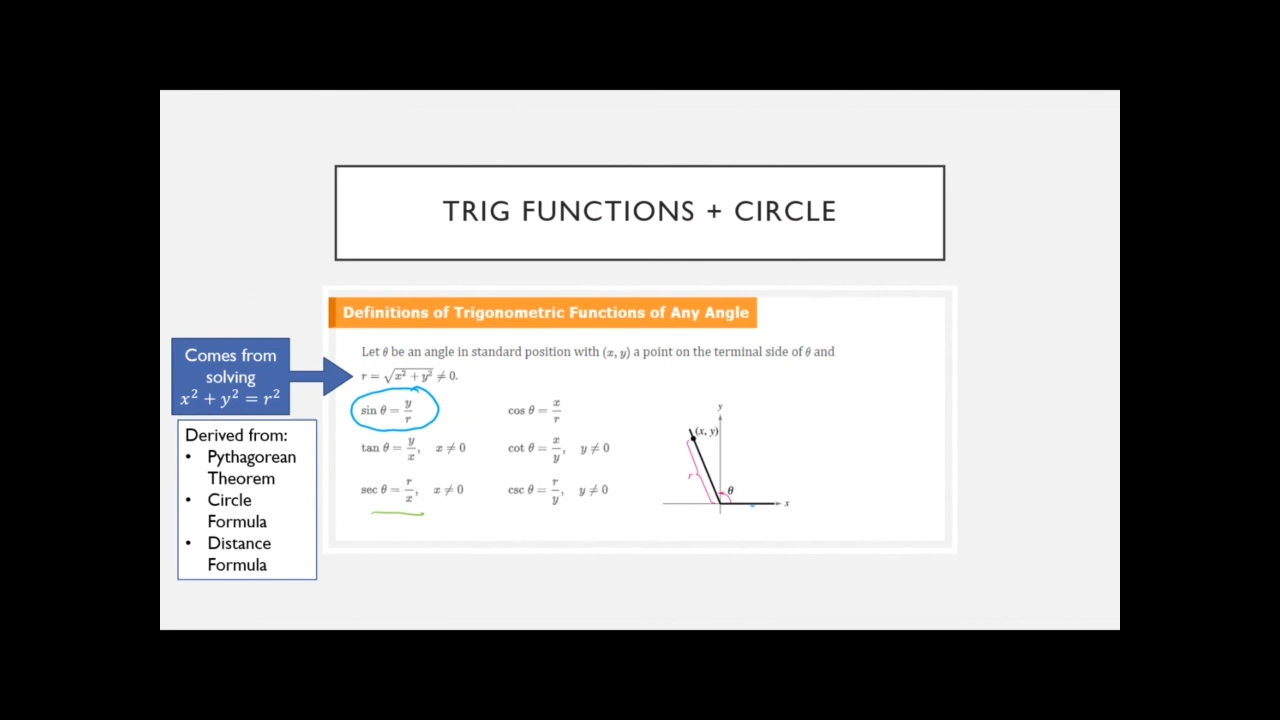 TRIG FUNCTIONS + CIRCLE
Definitions of Trigonometric Functions of Any Angle
Let θ be an angle in standard position with (x, y) a point on the terminal side of θ and
r = √(x² + y²) ≠ 0.
sin θ = y/r cos θ = x/r
tan θ = y/x, x ≠ 0 cot θ = x/y, y ≠ 0
sec θ = r/x, x ≠ 0 csc θ = r/y, y ≠ 0
y
(x, y)
r
θ
x
Comes from
solving
x² + y² = r²
Derived from:
• Pythagorean
Theorem
• Circle
Formula
• Distance
Formula